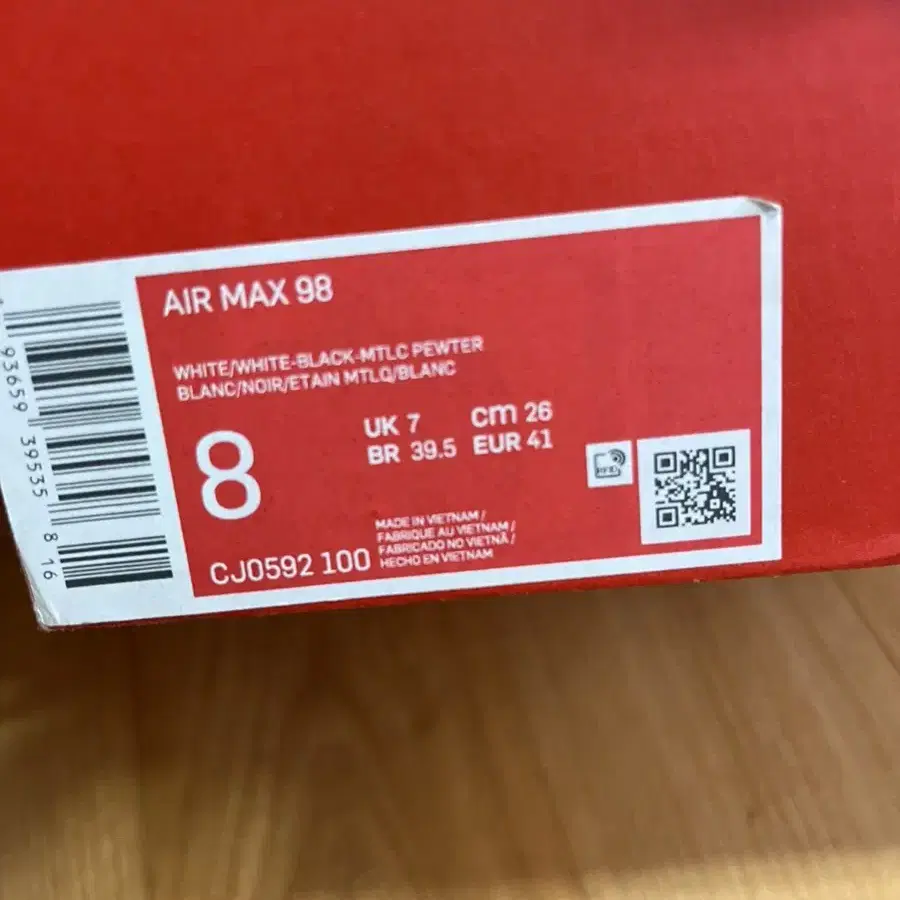 AIR MAX 98
WHITE/WHITE-BLACK-MTLC PEWTER
BLANC/NOIR/ETAIN MTLQ/BLANC
8
UK 7 cm 26
BR 39.5 EUR 41
RFID
MADE IN VIETNAM /
FABRIQUE AU VIETNAM /
FABRICADO NO VIETNÃ /
HECHO EN VIETNAM
CJ0592 100
93659 39535 8 16